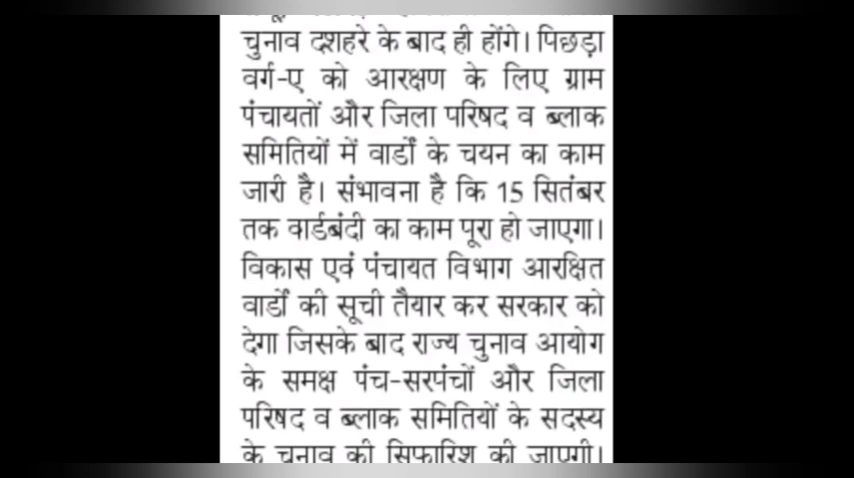 चुनाव दशहरे के बाद ही होंगे। पिछड़ा
वर्ग-ए को आरक्षण के लिए ग्राम
पंचायतों और जिला परिषद व ब्लाक
समितियों में वार्डों के चयन का काम
जारी है। संभावना है कि 15 सितंबर
तक वार्डबंदी का काम पूरा हो जाएगा।
विकास एवं पंचायत विभाग आरक्षित
वार्डों की सूची तैयार कर सरकार को
देगा जिसके बाद राज्य चुनाव आयोग
के समक्ष पंच-सरपंचों और जिला
परिषद व ब्लाक समितियों के सदस्य
के चुनाव की सिफारिश की जाएगी।